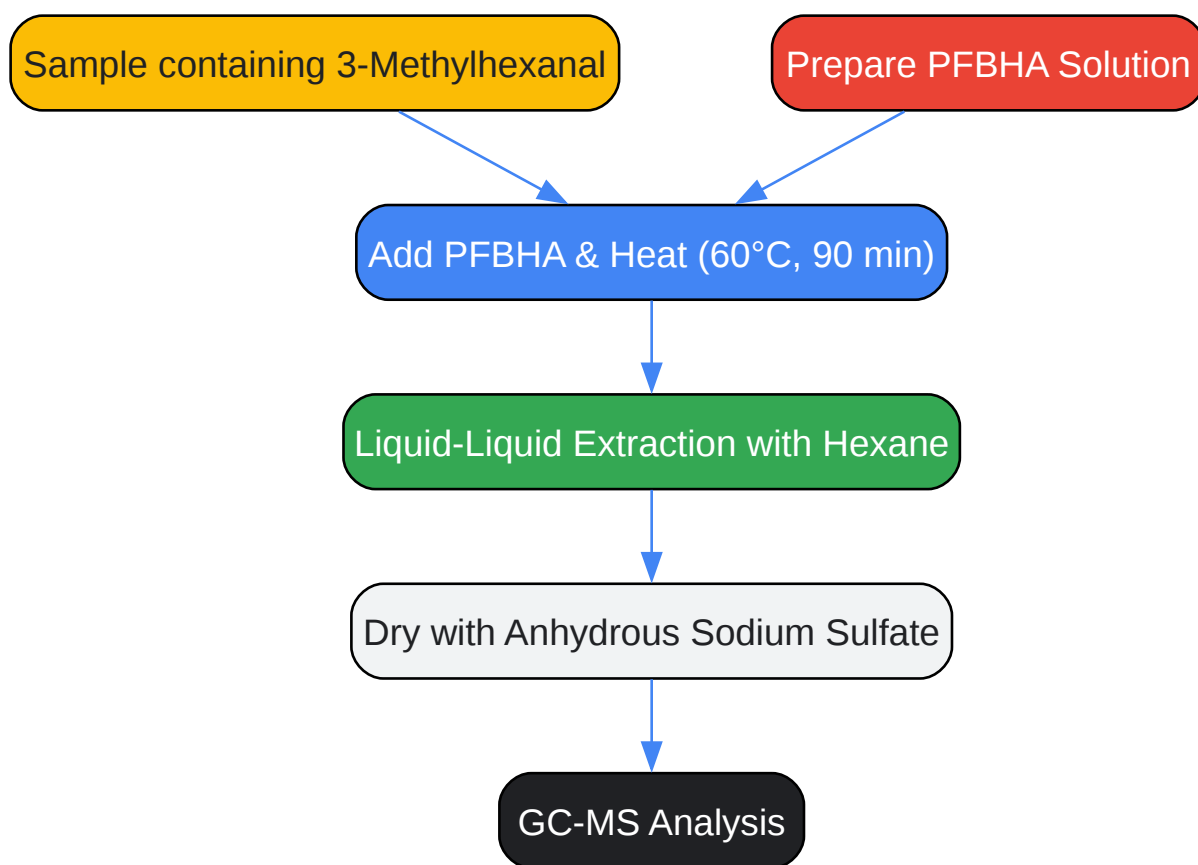 Sample containing 3-Methylhexanal
Prepare PFBHA Solution
Add PFBHA & Heat (60°C, 90 min)
Liquid-Liquid Extraction with Hexane
Dry with Anhydrous Sodium Sulfate
GC-MS Analysis